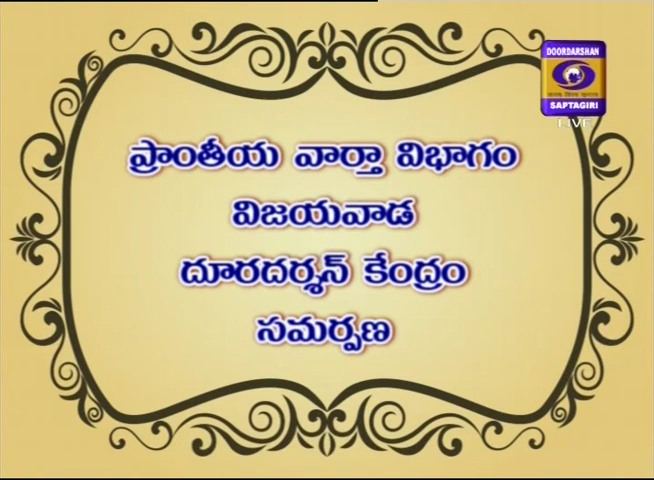 DOORDARSHAN
SAPTAGIRI
LIVE
ప్రాంతీయ వార్తా విభాగం
విజయవాడ
దూరదర్శన్ కేంద్రం
సమర్పణ